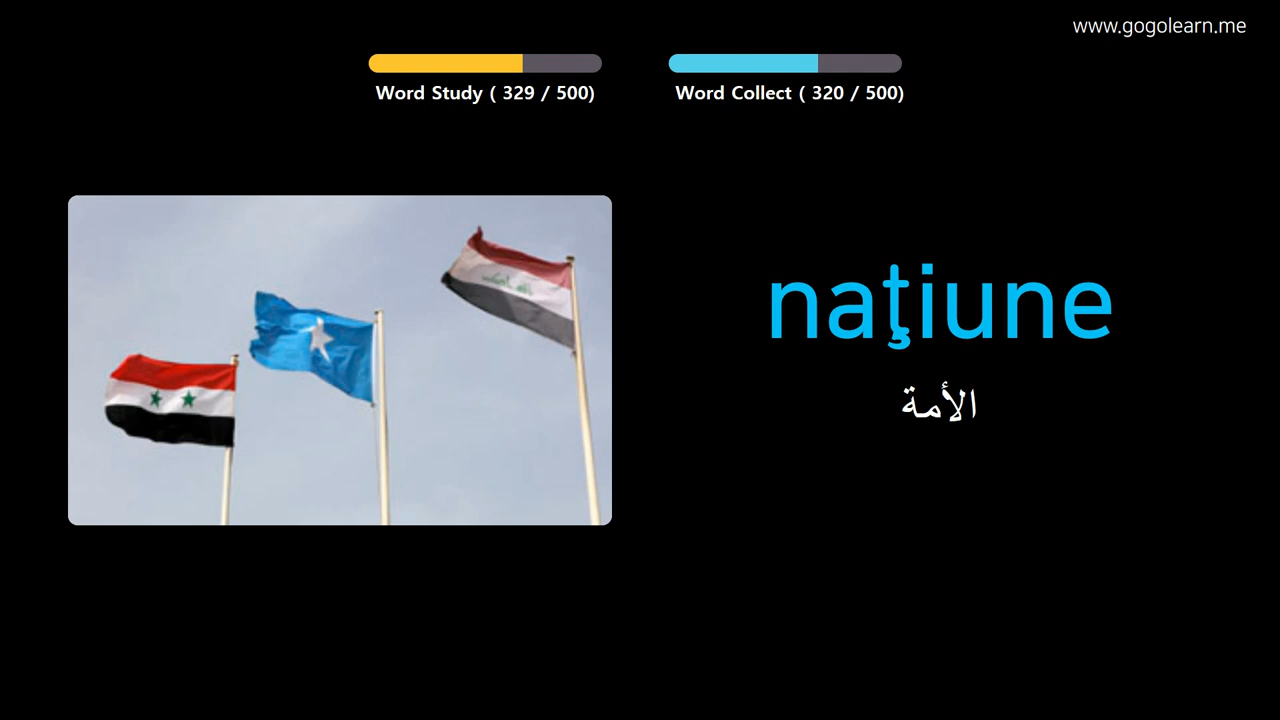 www.gogolearn.me
Word Study ( 329 / 500)
Word Collect ( 320 / 500)
naţiune
الأمة